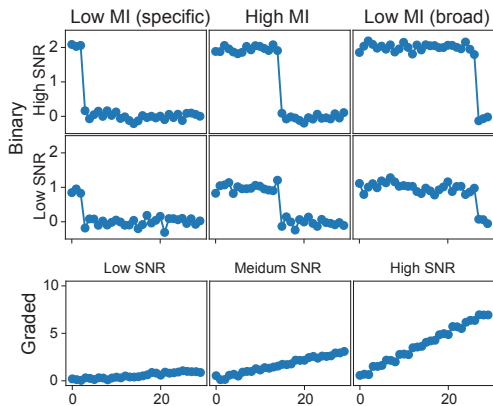 Low MI (specific) High MI Low MI (broad)
Binary
High SNR
2
1
0
Low SNR
2
1
0
Low SNR Meidum SNR High SNR
Graded
10
5
0
0 20 0 20 0 20